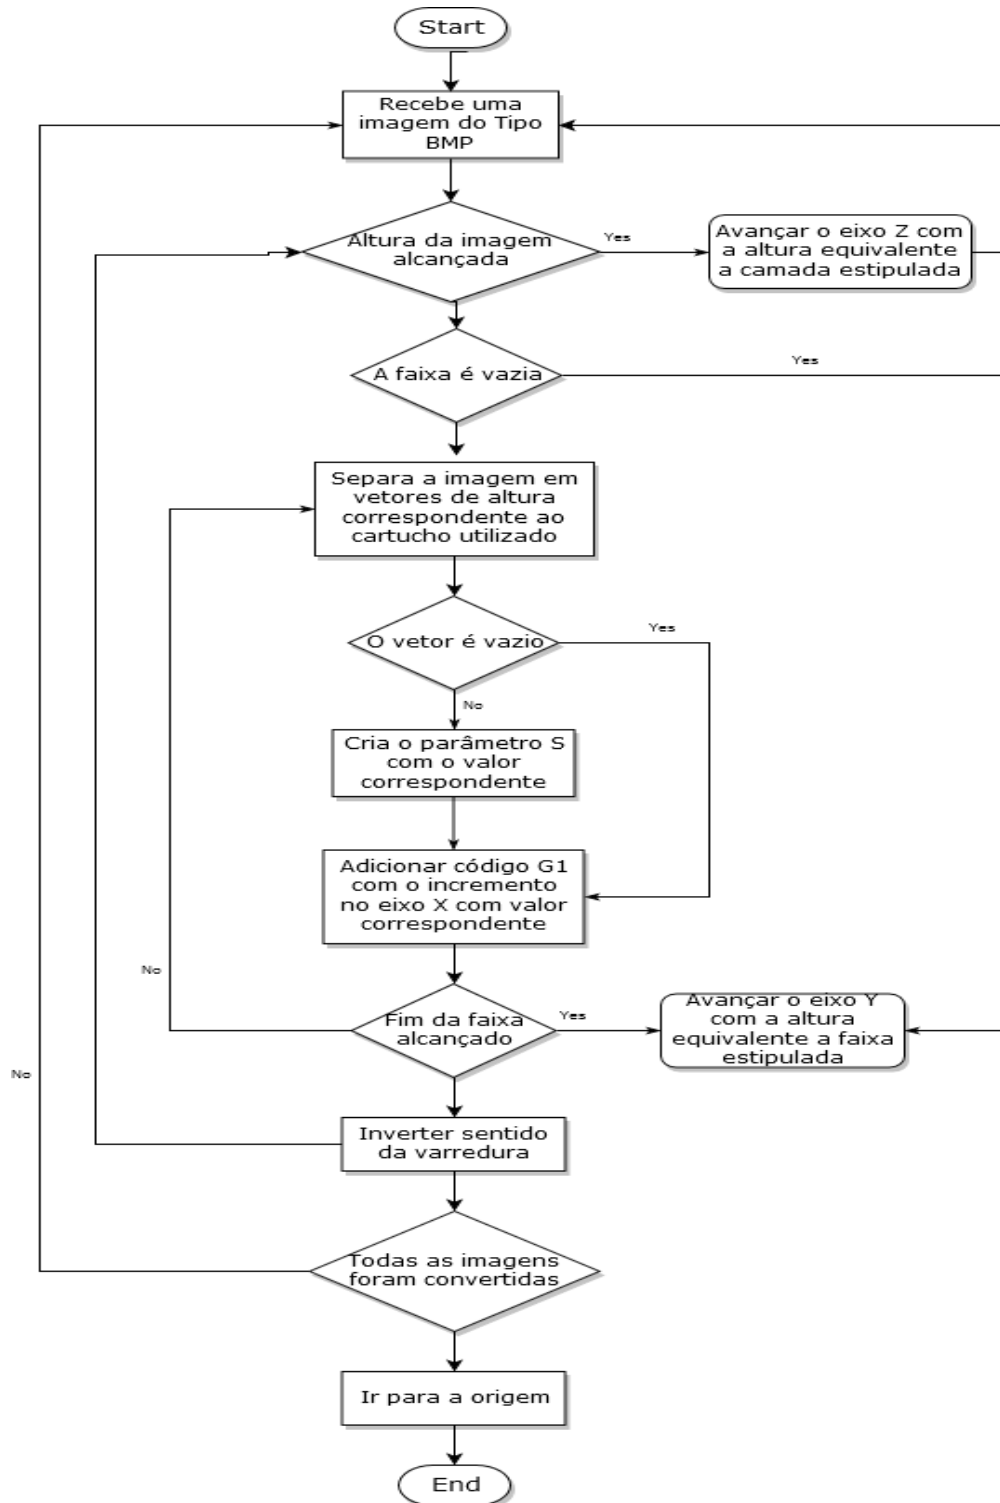 Start
Recebe uma
imagem do Tipo
BMP
Altura da imagem
alcançada
Yes
Avançar o eixo Z com
a altura equivalente
a camada estipulada
A faixa é vazia
Yes
Separa a imagem em
vetores de altura
correspondente ao
cartucho utilizado
O vetor é vazio
Yes
No
Cria o parâmetro S
com o valor
correspondente
Adicionar código G1
com o incremento
no eixo X com valor
correspondente
No
Fim da faixa
alcançado
Yes
Avançar o eixo Y
com a altura
equivalente a faixa
estipulada
No
Inverter sentido
da varredura
Todas as imagens
foram convertidas
Ir para a origem
End